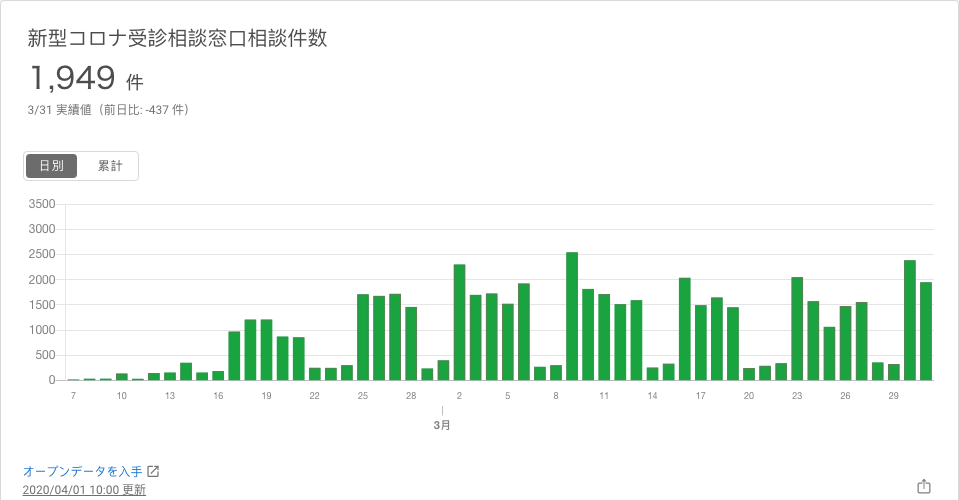 新型コロナ受診相談窓口相談件数
1,949 件
3/31 実績値（前日比: -437 件）
日別 累計
3500
3000
2500
2000
1500
1000
500
0
7 10 13 16 19 22 25 28 2 5 8 11 14 17 20 23 26 29
3月
オープンデータを入手
2020/04/01 10:00 更新